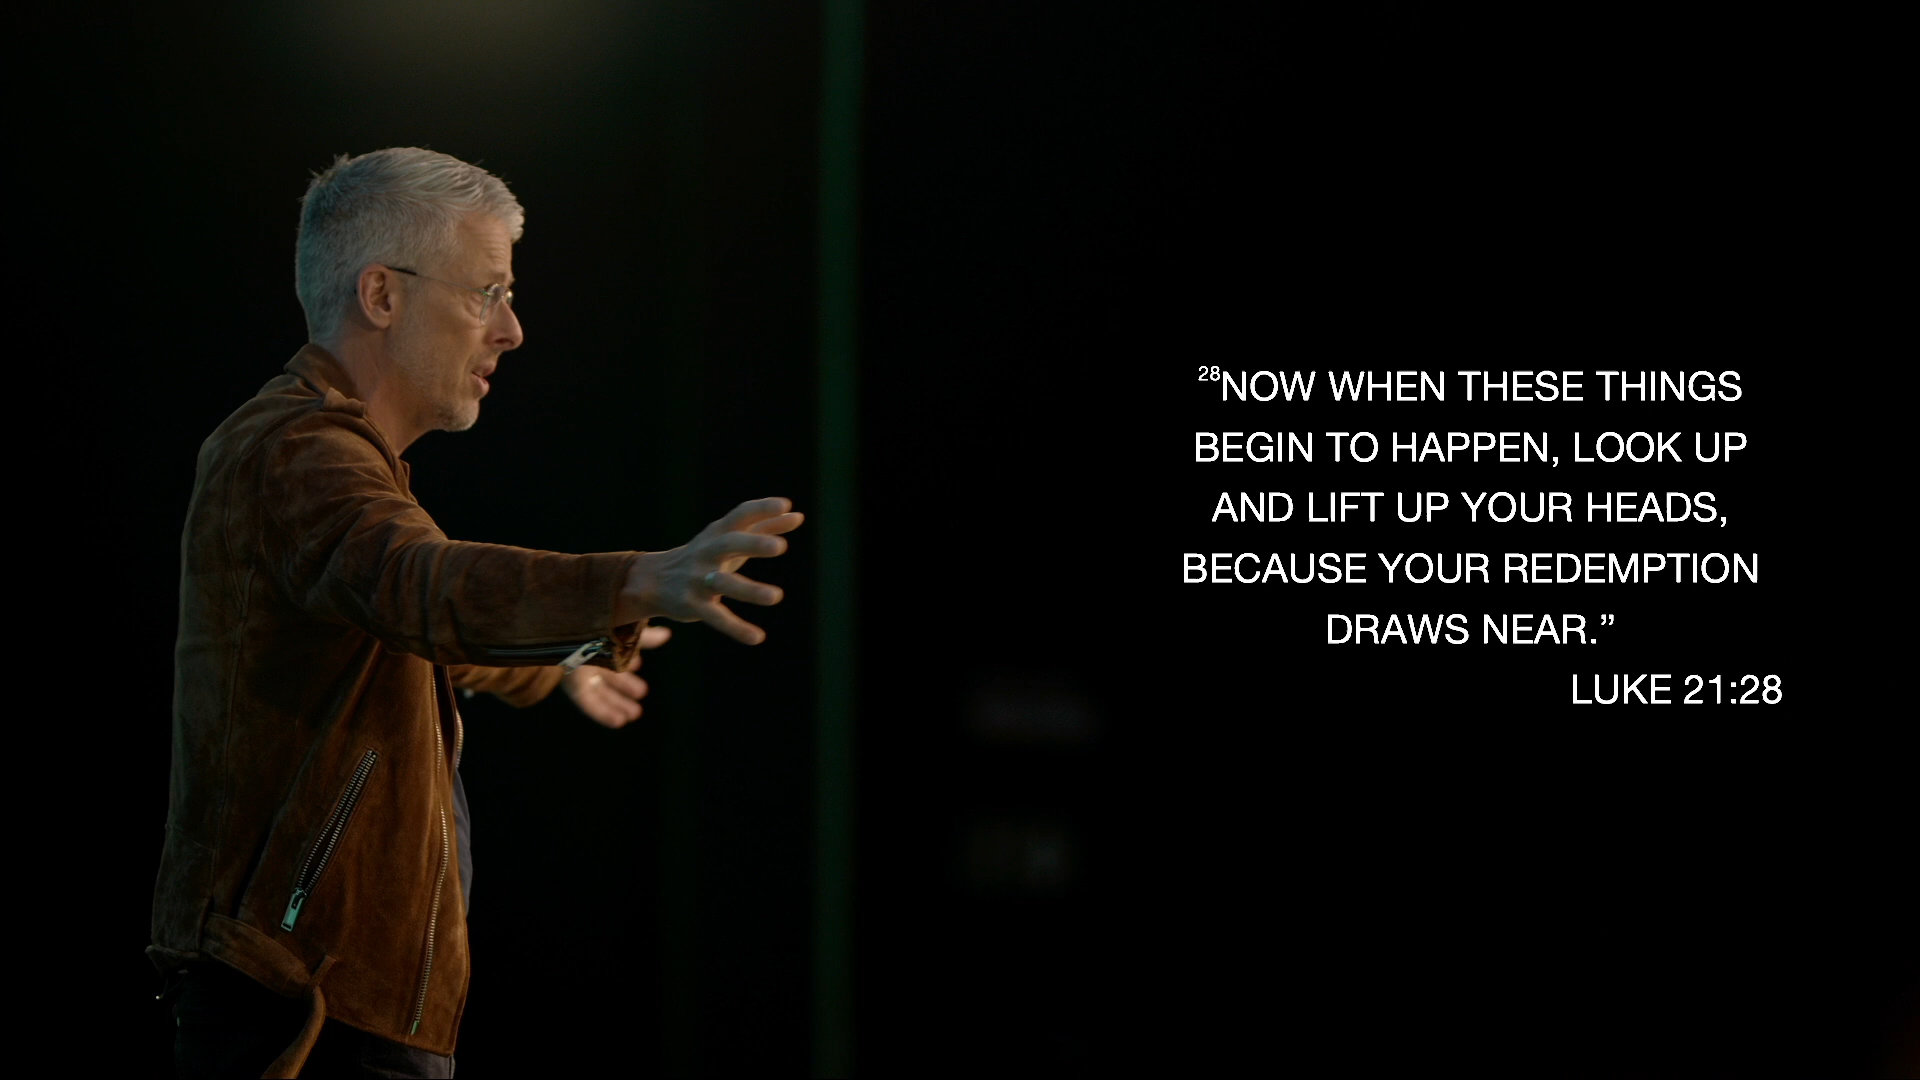 ²⁸NOW WHEN THESE THINGS
BEGIN TO HAPPEN, LOOK UP
AND LIFT UP YOUR HEADS,
BECAUSE YOUR REDEMPTION
DRAWS NEAR.”
LUKE 21:28